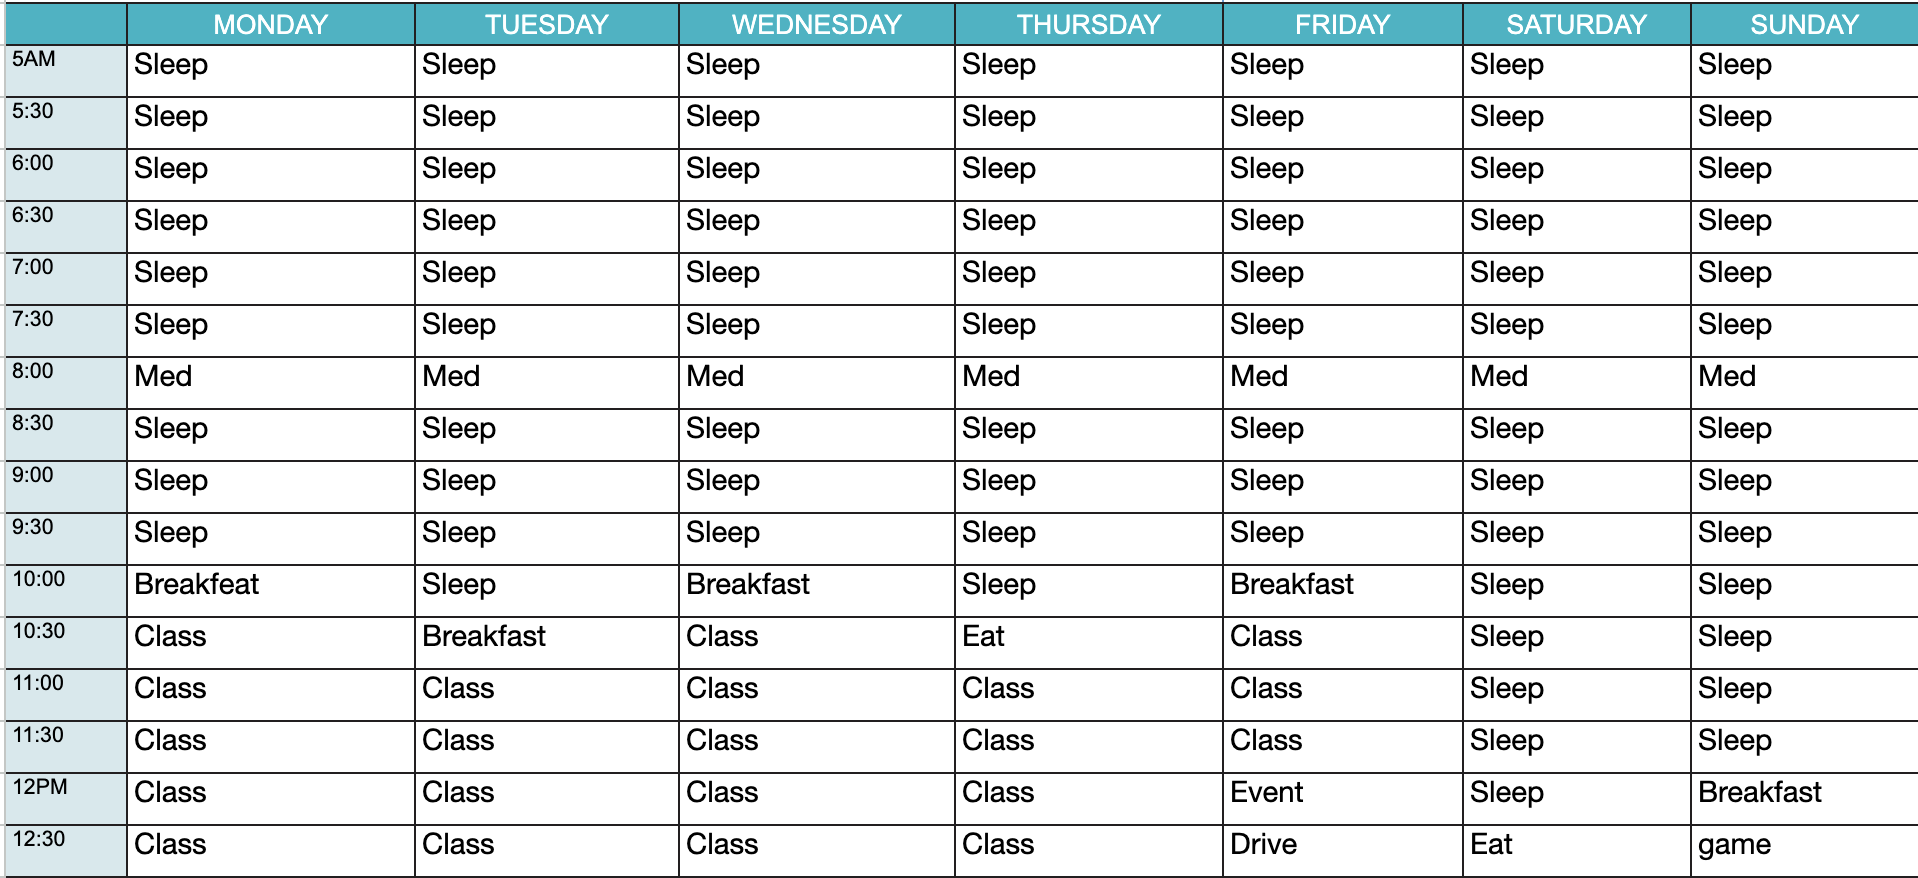 MONDAY TUESDAY WEDNESDAY THURSDAY FRIDAY SATURDAY SUNDAY
5AM Sleep Sleep Sleep Sleep Sleep Sleep Sleep
5:30 Sleep Sleep Sleep Sleep Sleep Sleep Sleep
6:00 Sleep Sleep Sleep Sleep Sleep Sleep Sleep
6:30 Sleep Sleep Sleep Sleep Sleep Sleep Sleep
7:00 Sleep Sleep Sleep Sleep Sleep Sleep Sleep
7:30 Sleep Sleep Sleep Sleep Sleep Sleep Sleep
8:00 Med Med Med Med Med Med Med
8:30 Sleep Sleep Sleep Sleep Sleep Sleep Sleep
9:00 Sleep Sleep Sleep Sleep Sleep Sleep Sleep
9:30 Sleep Sleep Sleep Sleep Sleep Sleep Sleep
10:00 Breakfeat Sleep Breakfast Sleep Breakfast Sleep Sleep
10:30 Class Breakfast Class Eat Class Sleep Sleep
11:00 Class Class Class Class Class Sleep Sleep
11:30 Class Class Class Class Class Sleep Sleep
12PM Class Class Class Class Event Sleep Breakfast
12:30 Class Class Class Class Drive Eat game